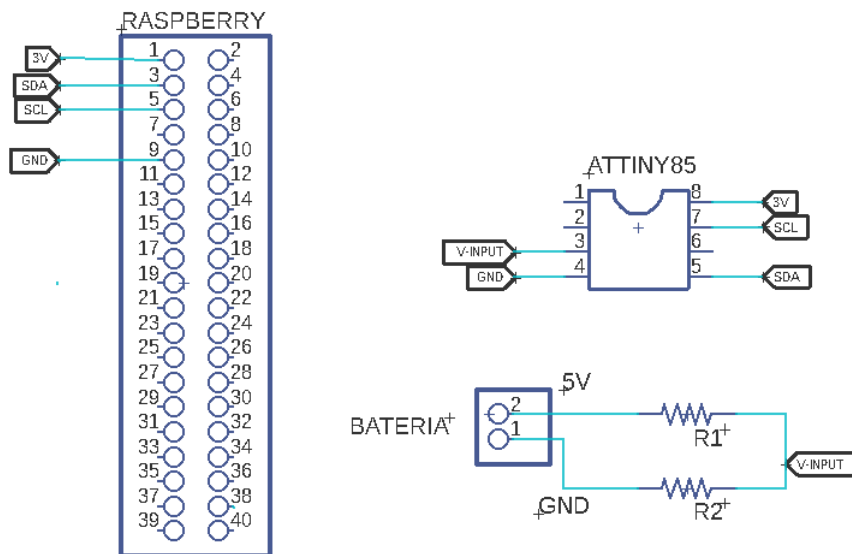 RASPBERRY
3V 1 2
SDA 3 4
SCL 5 6
7 8
GND 9 10
11 12
13 14
15 16
17 18
19 20
21 22
23 24
25 26
27 28
29 30
31 32
33 34
35 36
37 38
39 40
ATTINY85
1 8 3V
2 7 SCL
V-INPUT 3 6
GND 4 5 SDA
5V
BATERIA 2 1
R1
V-INPUT
GND
R2